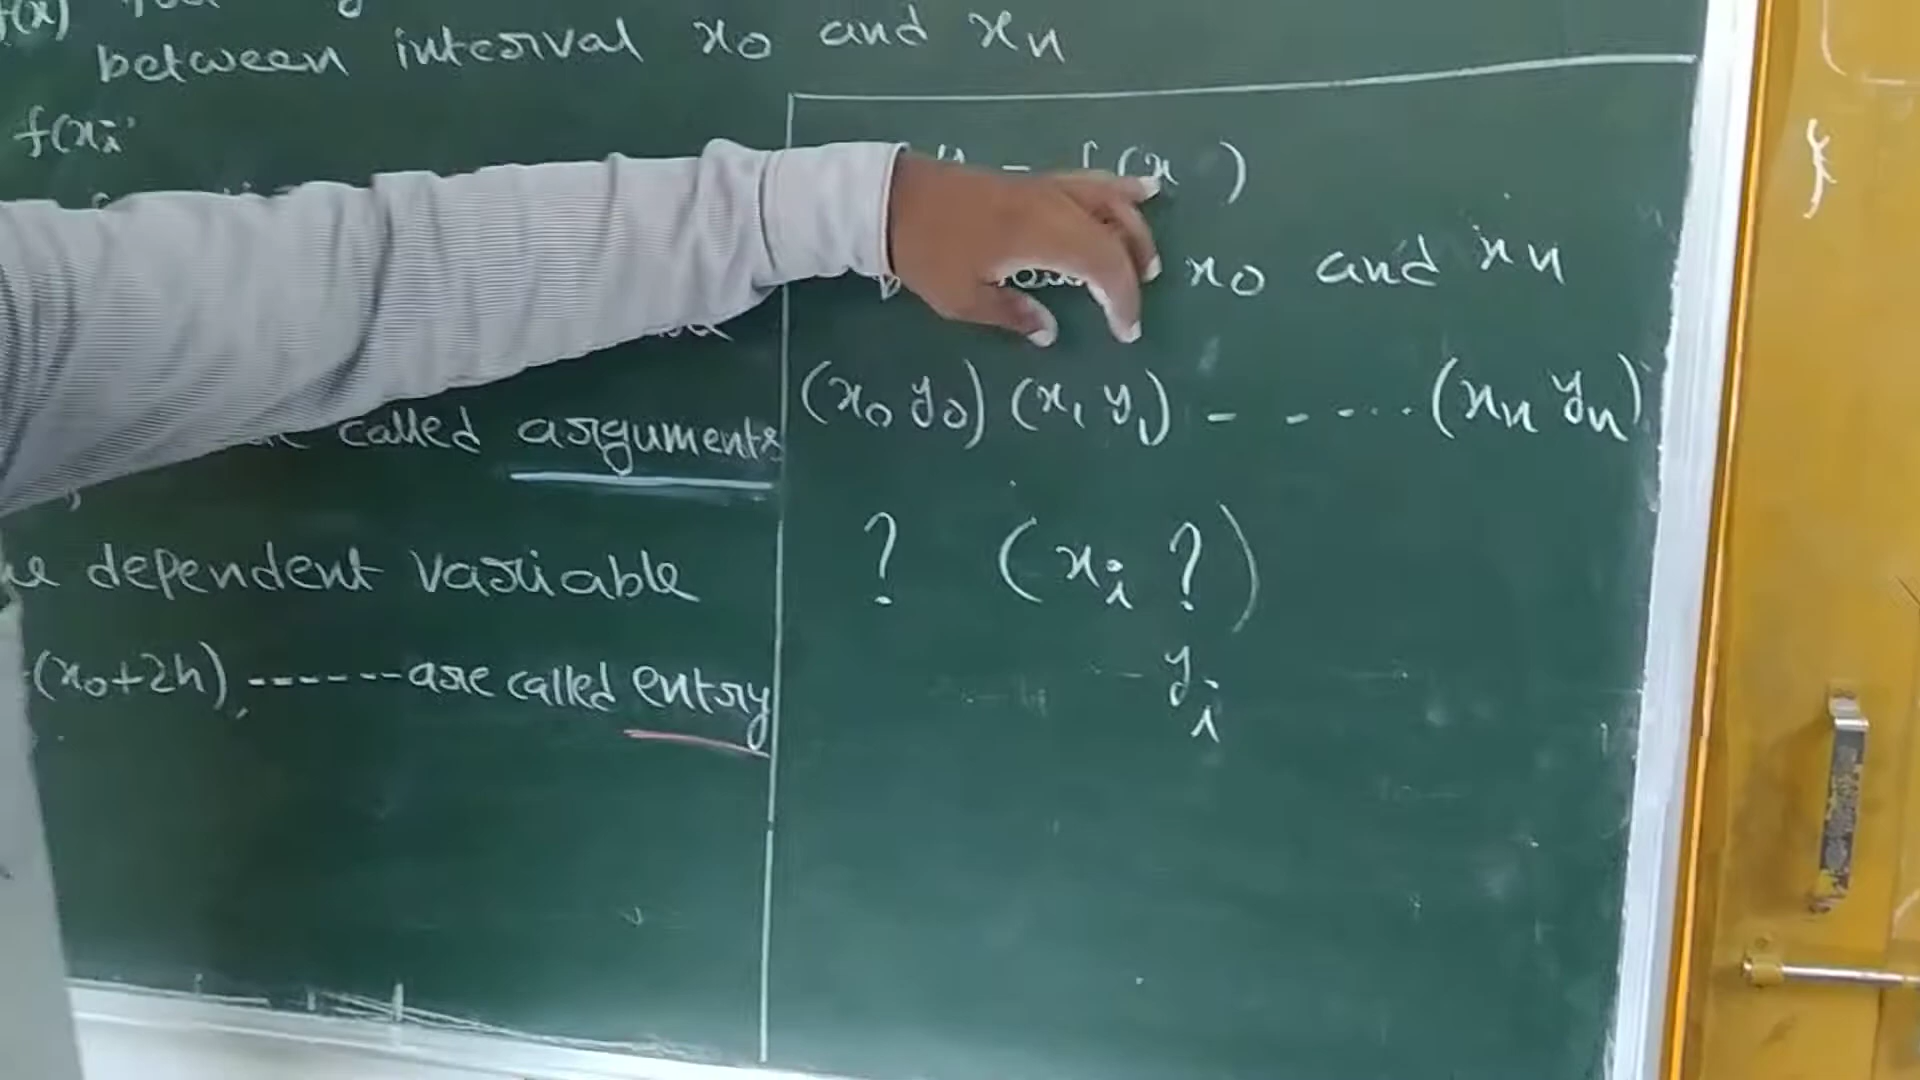 f(x)
between interval x₀ and xₙ
f(xᵢ
called arguments
dependent variable
(x₀+2h), ------ are called entry
y = f(x )
x₀ and xₙ
(x₀ y₀) (x₁ y₁) - - ---- (xₙ yₙ)
? (xᵢ ?)
yᵢ